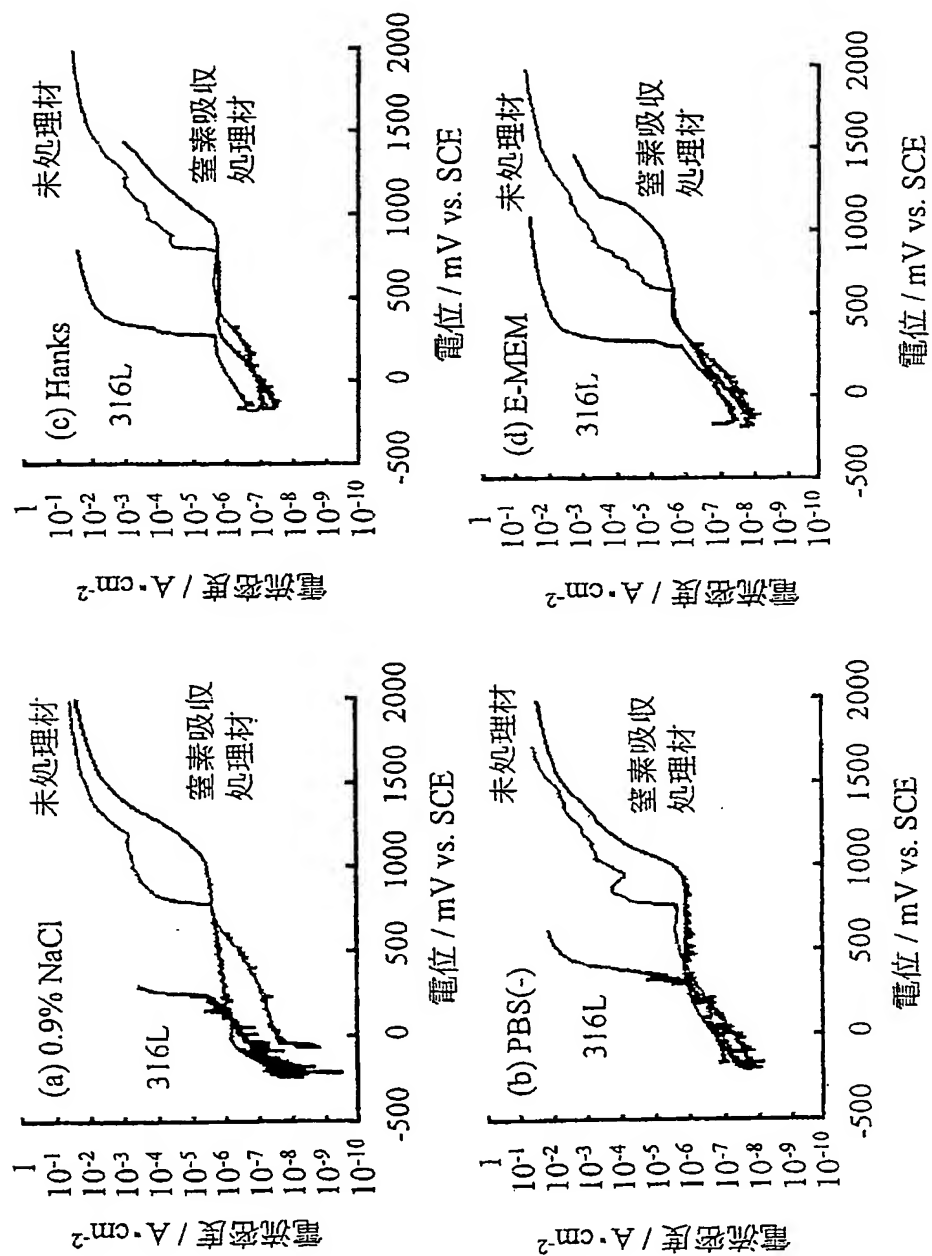 (a) 0.9% NaCl
未処理材
316L
窒素吸収
処理材
電流密度 / A·cm⁻²
1
10⁻¹
10⁻²
10⁻³
10⁻⁴
10⁻⁵
10⁻⁶
10⁻⁷
10⁻⁸
10⁻⁹
10⁻¹⁰
-500
0
500
1000
1500
2000
電位 / mV vs. SCE
(c) Hanks
未処理材
316L
窒素吸収
処理材
電流密度 / A·cm⁻²
1
10⁻¹
10⁻²
10⁻³
10⁻⁴
10⁻⁵
10⁻⁶
10⁻⁷
10⁻⁸
10⁻⁹
10⁻¹⁰
-500
0
500
1000
1500
2000
電位 / mV vs. SCE
(b) PBS(-)
未処理材
316L
窒素吸収
処理材
電流密度 / A·cm⁻²
1
10⁻¹
10⁻²
10⁻³
10⁻⁴
10⁻⁵
10⁻⁶
10⁻⁷
10⁻⁸
10⁻⁹
10⁻¹⁰
-500
0
500
1000
1500
2000
電位 / mV vs. SCE
(d) E-MEM
未処理材
316L
窒素吸収
処理材
電流密度 / A·cm⁻²
1
10⁻¹
10⁻²
10⁻³
10⁻⁴
10⁻⁵
10⁻⁶
10⁻⁷
10⁻⁸
10⁻⁹
10⁻¹⁰
-500
0
500
1000
1500
2000
電位 / mV vs. SCE